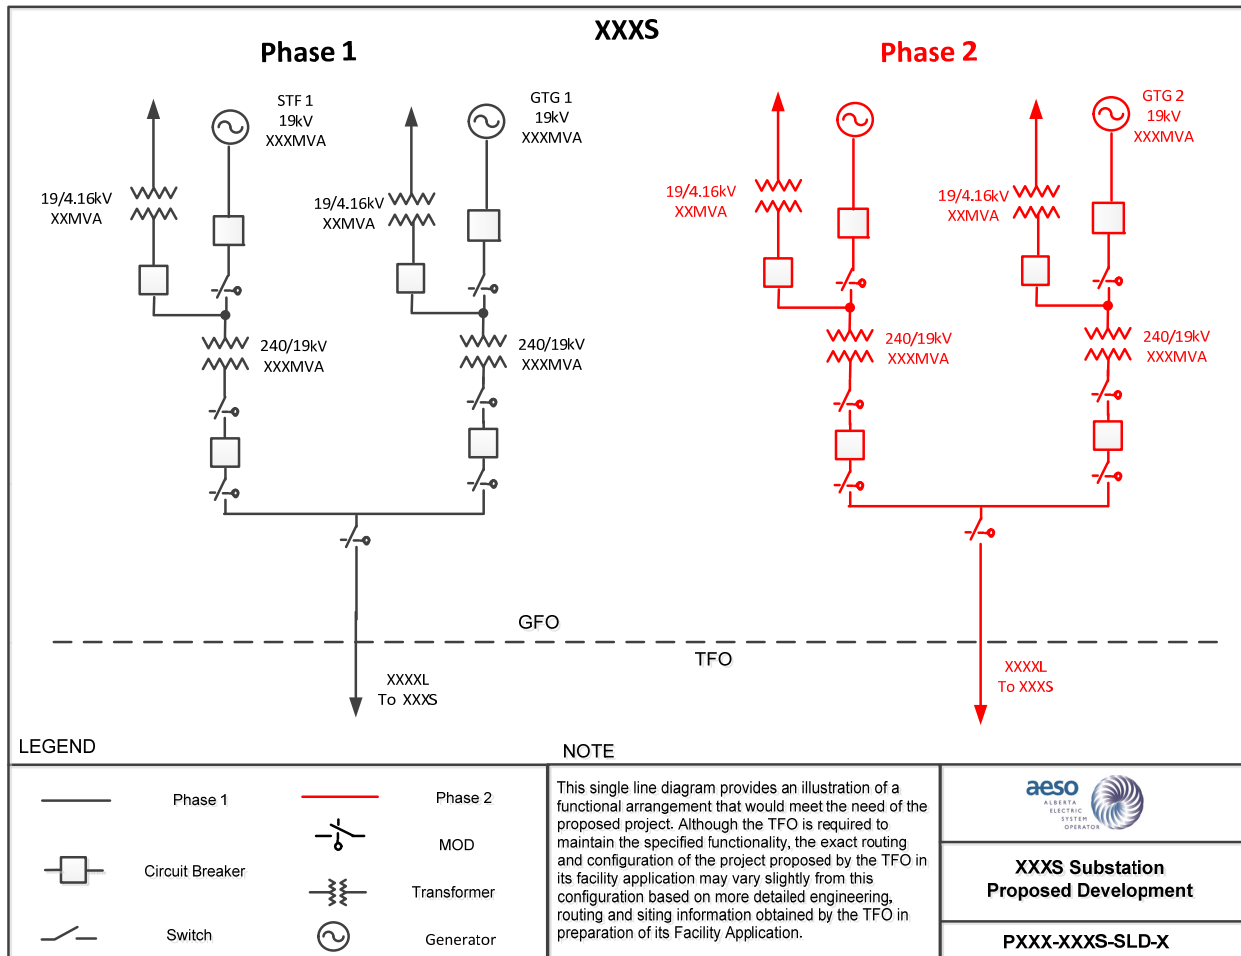 XXXS
Phase 1
Phase 2
STF 1
19kV
XXXMVA
GTG 1
19kV
XXXMVA
GTG 2
19kV
XXXMVA
19/4.16kV
XXMVA
19/4.16kV
XXMVA
19/4.16kV
XXMVA
19/4.16kV
XXMVA
240/19kV
XXXMVA
240/19kV
XXXMVA
240/19kV
XXXMVA
240/19kV
XXXMVA
GFO
TFO
XXXXL
To XXXS
XXXXL
To XXXS
LEGEND
Phase 1
Phase 2
MOD
Circuit Breaker
Transformer
Switch
Generator
NOTE
This single line diagram provides an illustration of a
functional arrangement that would meet the need of the
proposed project. Although the TFO is required to
maintain the specified functionality, the exact routing
and configuration of the project proposed by the TFO in
its facility application may vary slightly from this
configuration based on more detailed engineering,
routing and siting information obtained by the TFO in
preparation of its Facility Application.
aeso
ALBERTA
ELECTRIC
SYSTEM
OPERATOR
XXXS Substation
Proposed Development
PXXX-XXXS-SLD-X